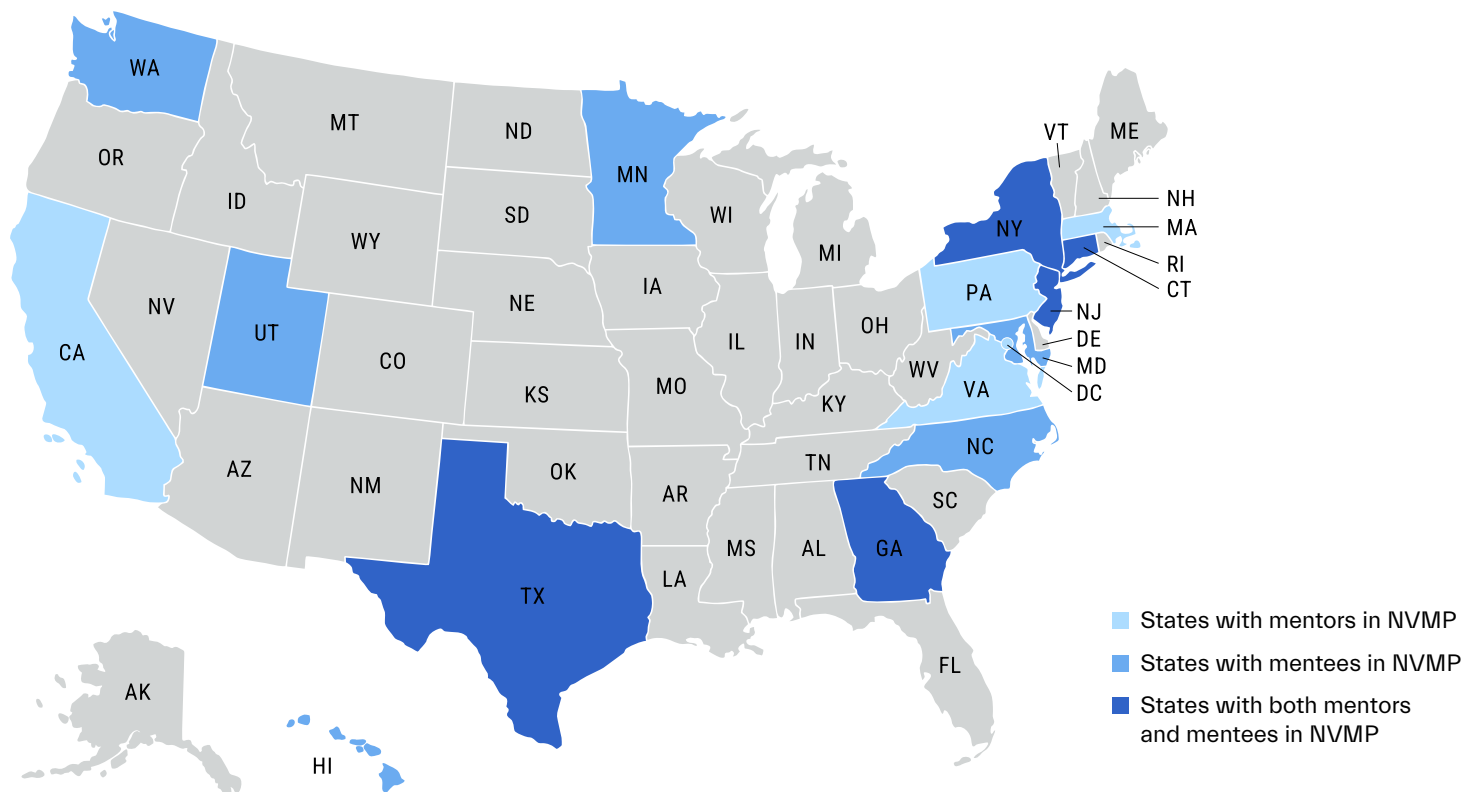 WA
MT
ND
MN
VT
ME
OR
ID
SD
WI
NH
WY
NY
MA
MI
RI
CT
NV
NE
IA
PA
NJ
UT
CA
CO
IL
IN
OH
DE
MD
DC
WV
KS
MO
KY
VA
AZ
NM
OK
TN
NC
AR
SC
MS
AL
GA
TX
LA
FL
AK
HI
States with mentors in NVMP
States with mentees in NVMP
States with both mentors
and mentees in NVMP